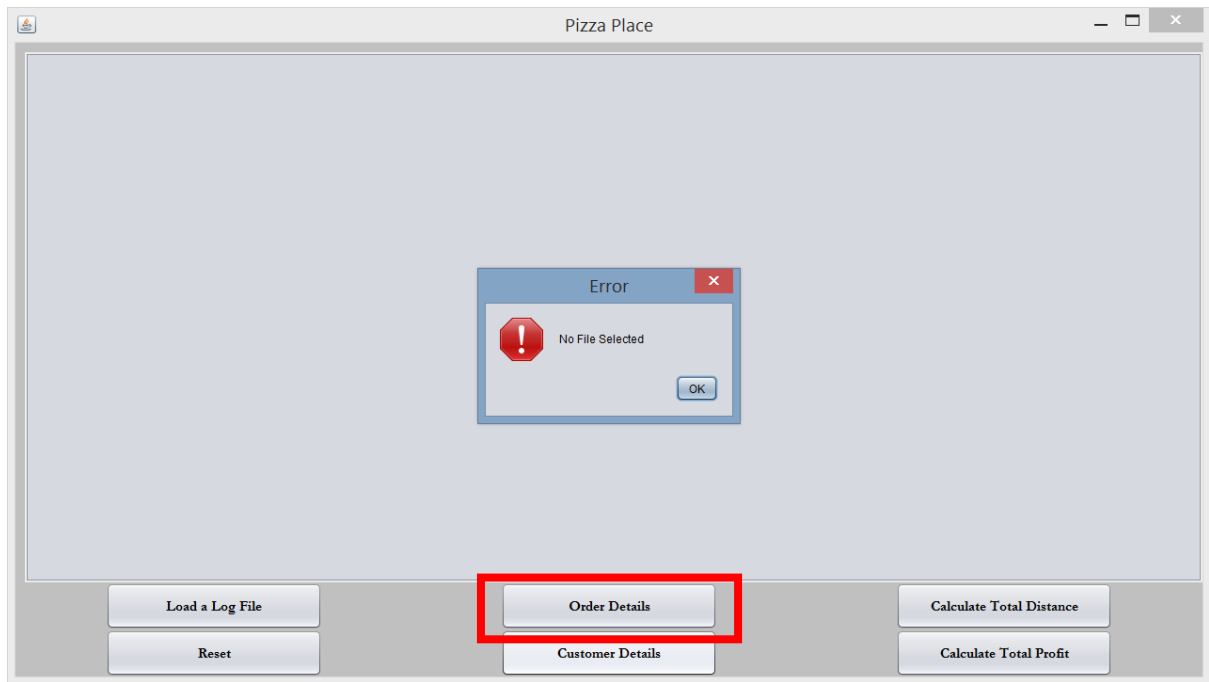 Pizza Place
Error
No File Selected
OK
Load a Log File
Order Details
Calculate Total Distance
Reset
Customer Details
Calculate Total Profit